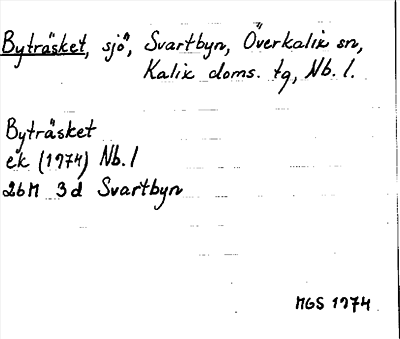 Byträsket, sjö, Svartbyn, Överkalix sn,
Kalix doms. tg, Nb. l.
Byträsket
ek (1974) Nb. l
26M 3d Svartbyn
MGS 1974